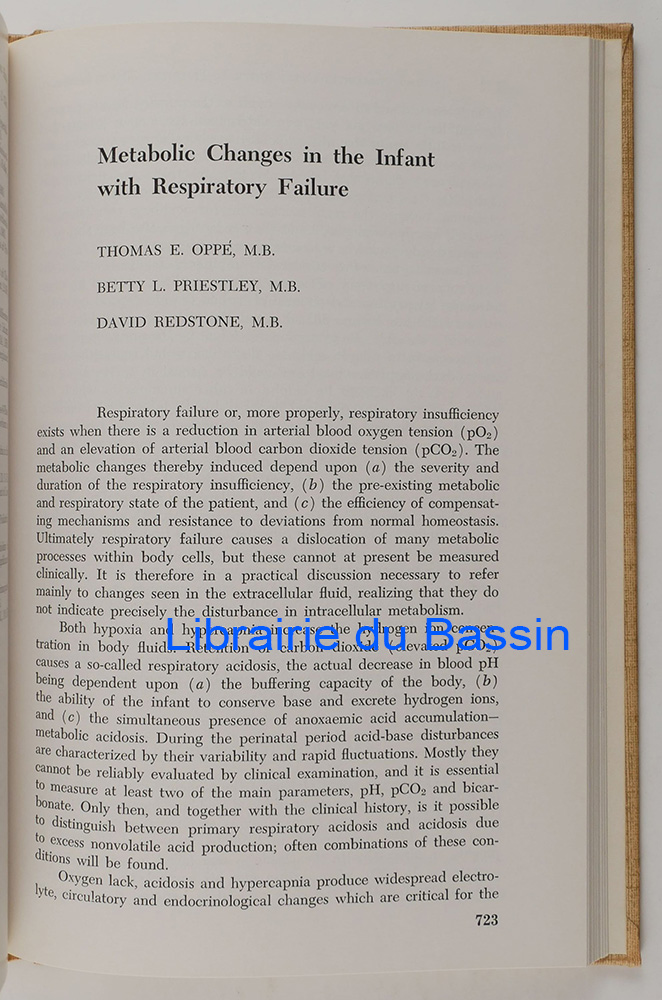 Metabolic Changes in the Infant
with Respiratory Failure
THOMAS E. OPPÉ, M.B.
BETTY L. PRIESTLEY, M.B.
DAVID REDSTONE, M.B.
Respiratory failure or, more properly, respiratory insufficiency
exists when there is a reduction in arterial blood oxygen tension (pO2)
and an elevation of arterial blood carbon dioxide tension (pCO2). The
metabolic changes thereby induced depend upon (a) the severity and
duration of the respiratory insufficiency, (b) the pre-existing metabolic
and respiratory state of the patient, and (c) the efficiency of compensat-
ing mechanisms and resistance to deviations from normal homeostasis.
Ultimately respiratory failure causes a dislocation of many metabolic
processes within body cells, but these cannot at present be measured
clinically. It is therefore in a practical discussion necessary to refer
mainly to changes seen in the extracellular fluid, realizing that they do
not indicate precisely the disturbance in intracellular metabolism.
Both hypoxia and hypercapnia increase the hydrogen ion concen-
Librairie du Bassin
tration in body fluids. Retention of carbon dioxide (elevated pCO2)
causes a so-called respiratory acidosis, the actual decrease in blood pH
being dependent upon (a) the buffering capacity of the body, (b)
the ability of the infant to conserve base and excrete hydrogen ions,
and (c) the simultaneous presence of anoxaemic acid accumulation—
metabolic acidosis. During the perinatal period acid-base disturbances
are characterized by their variability and rapid fluctuations. Mostly they
cannot be reliably evaluated by clinical examination, and it is essential
to measure at least two of the main parameters, pH, pCO2 and bicar-
bonate. Only then, and together with the clinical history, is it possible
to distinguish between primary respiratory acidosis and acidosis due
to excess nonvolatile acid production; often combinations of these con-
ditions will be found.
Oxygen lack, acidosis and hypercapnia produce widespread electro-
lyte, circulatory and endocrinological changes which are critical for the
723